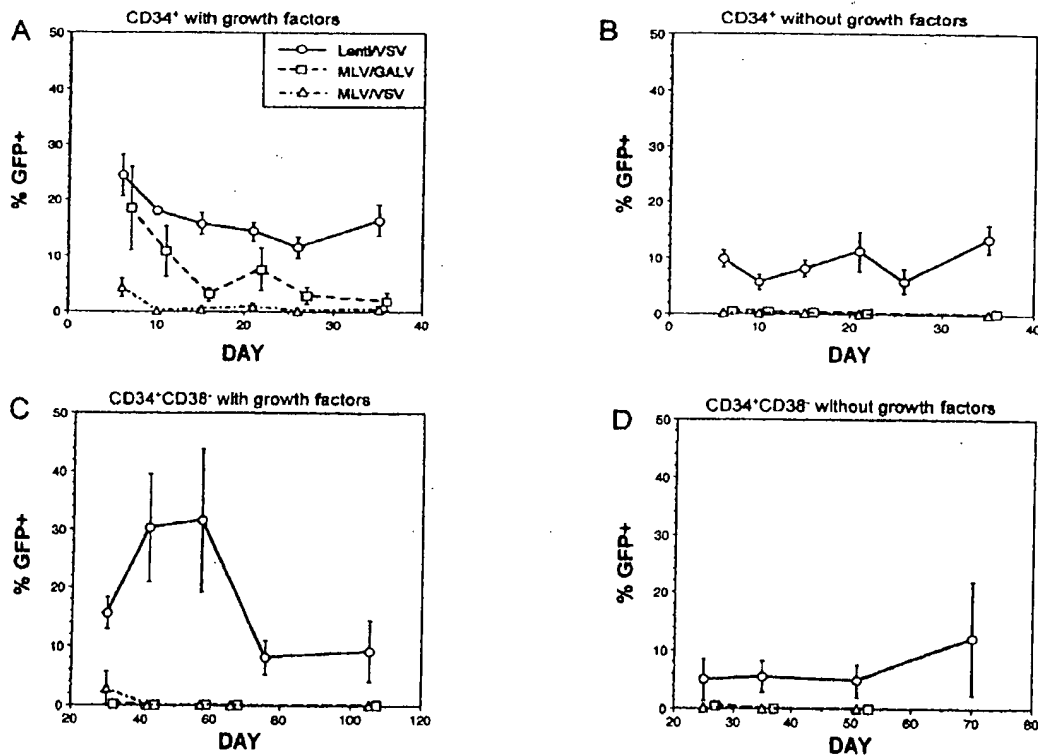 A
CD34+ with growth factors
50
40
30
20
10
0
% GFP+
Lenti/VSV
MLV/GALV
MLV/VSV
0 10 20 30 40
DAY
B
CD34+ without growth factors
50
40
30
20
10
0
% GFP+
0 10 20 30 40
DAY
C
CD34+CD38- with growth factors
50
40
30
20
10
0
% GFP+
20 40 60 80 100 120
DAY
D
CD34+CD38- without growth factors
50
40
30
20
10
0
% GFP+
20 30 40 50 60 70 80
DAY